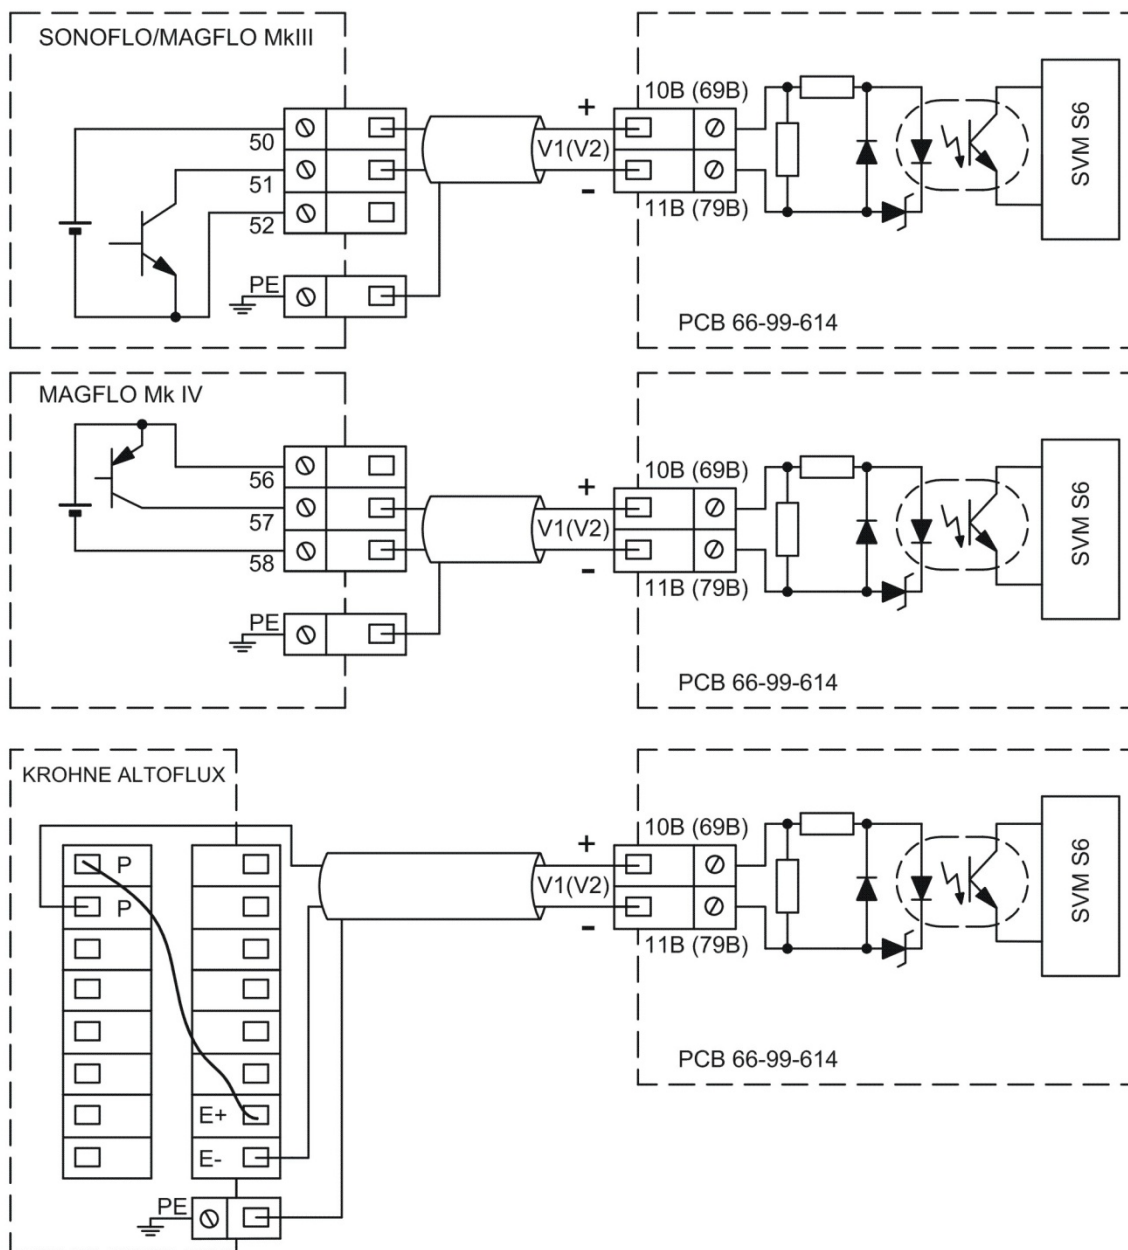 SONOFLO/MAGFLO MkIII
50
51
52
PE
+
V1(V2)
-
10B (69B)
11B (79B)
SVM S6
PCB 66-99-614
MAGFLO Mk IV
56
57
58
PE
+
V1(V2)
-
10B (69B)
11B (79B)
SVM S6
PCB 66-99-614
KROHNE ALTOFLUX
P
P
E+
E-
PE
+
V1(V2)
-
10B (69B)
11B (79B)
SVM S6
PCB 66-99-614